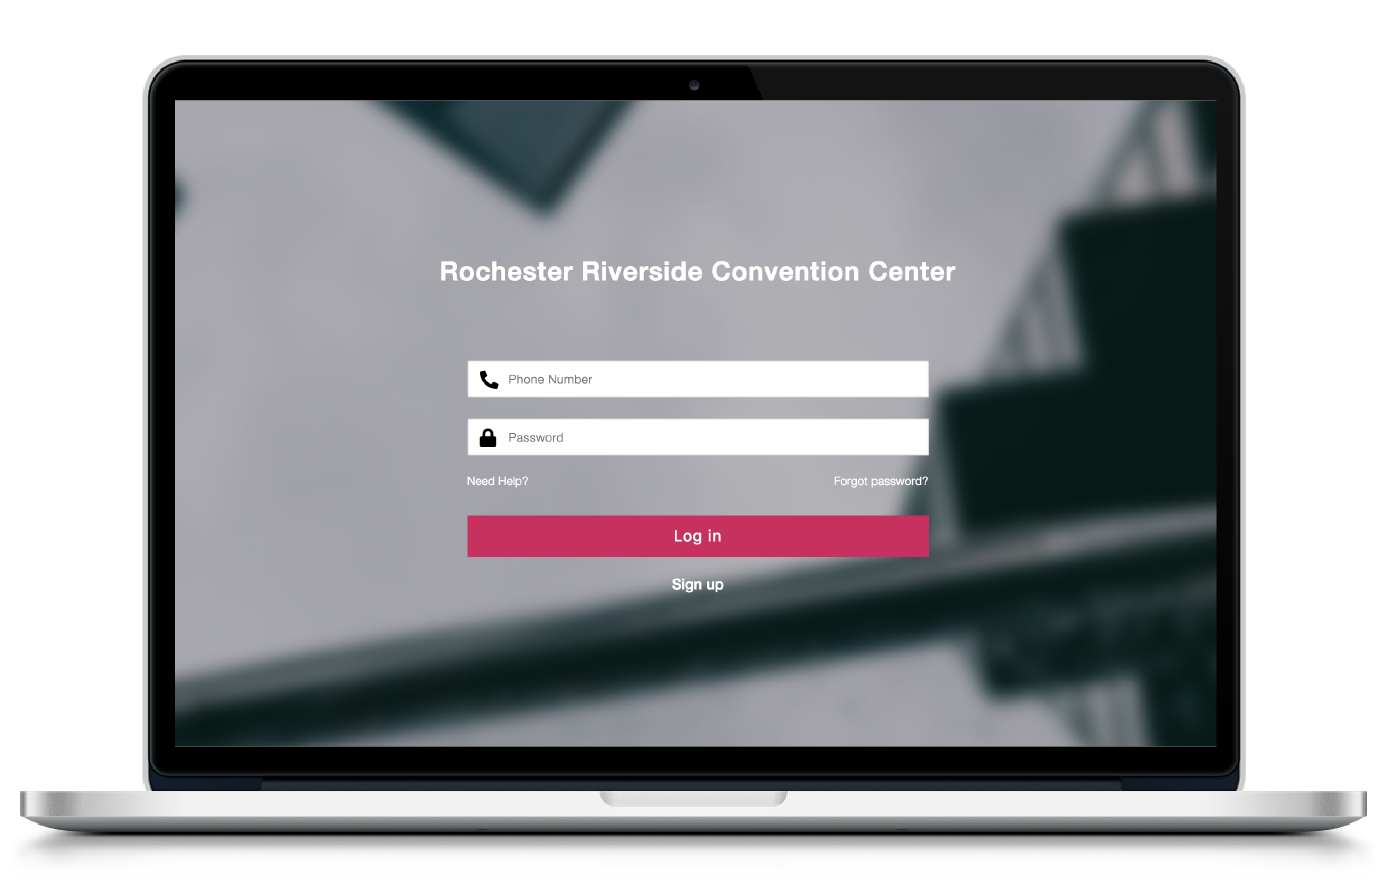 Rochester Riverside Convention Center
Phone Number
Password
Need Help? Forgot password?
Log in
Sign up